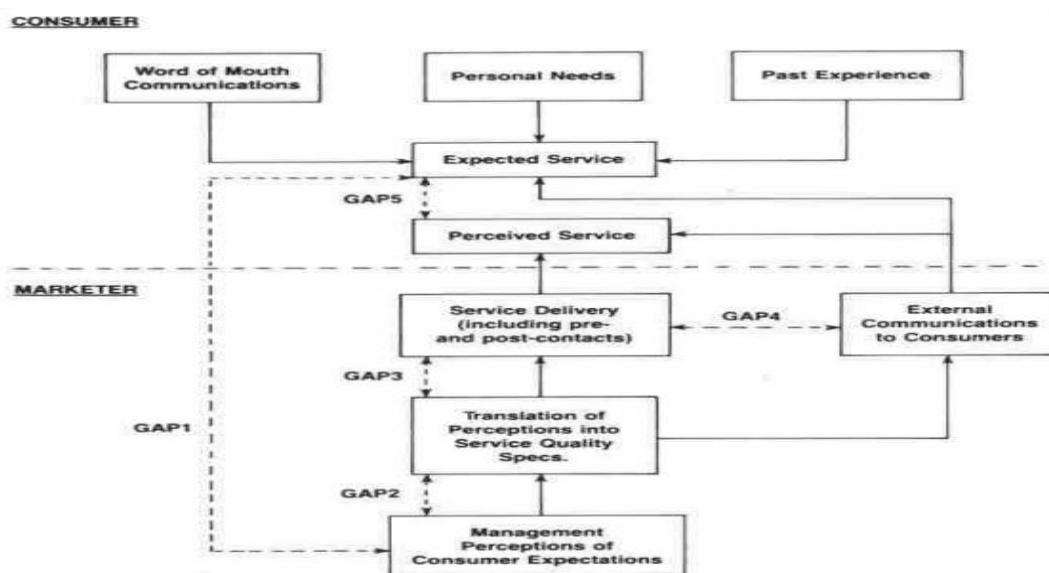 CONSUMER
Word of Mouth
Communications
Personal Needs
Past Experience
Expected Service
GAP5
Perceived Service
MARKETER
Service Delivery
(including pre-
and post-contacts)
GAP4
External
Communications
to Consumers
GAP3
Translation of
Perceptions into
Service Quality
Specs.
GAP1
GAP2
Management
Perceptions of
Consumer Expectations